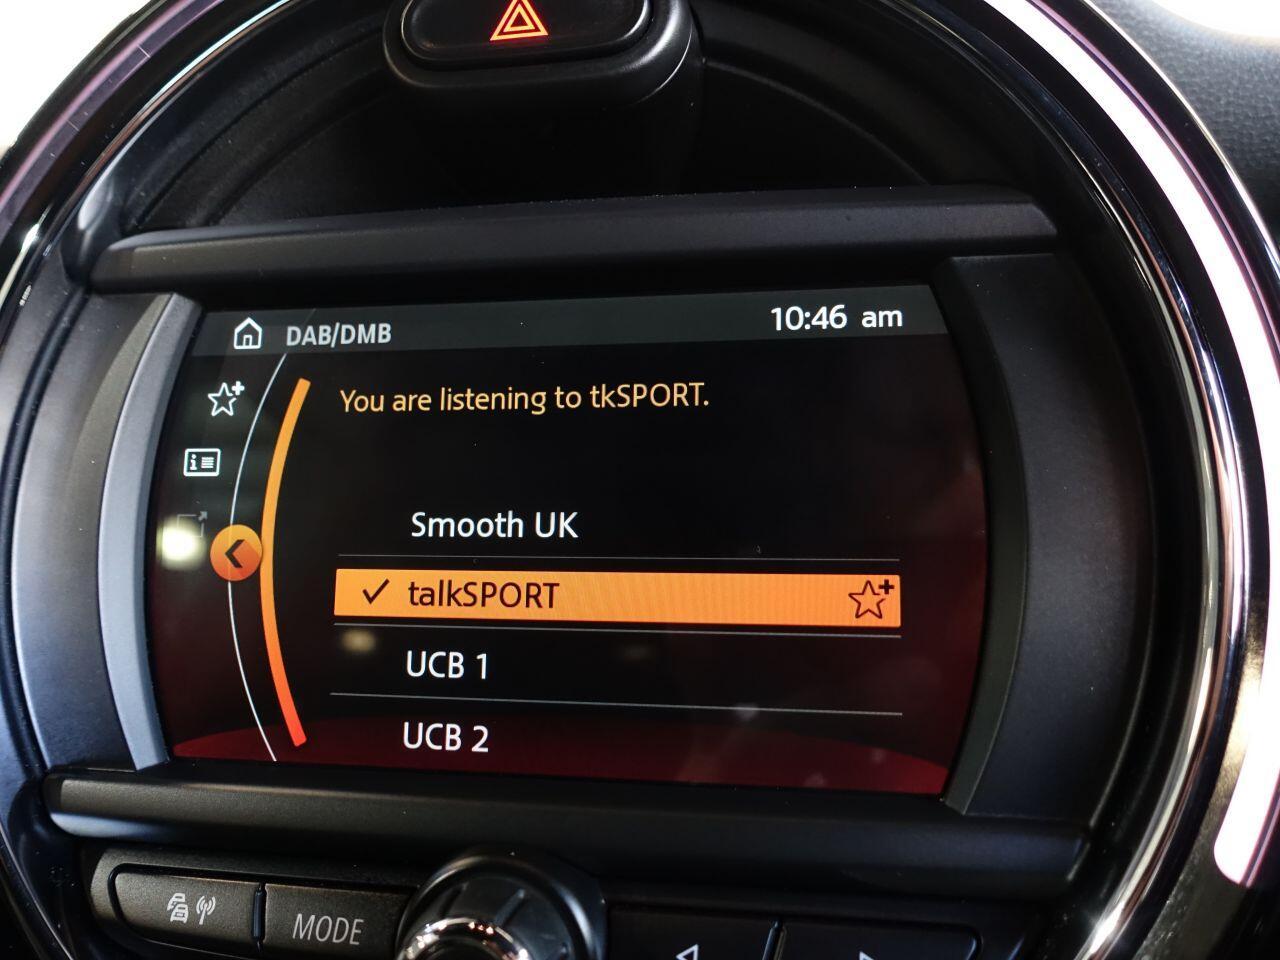 DAB/DMB
10:46 am
You are listening to tkSPORT.
Smooth UK
talkSPORT
UCB 1
UCB 2
MODE